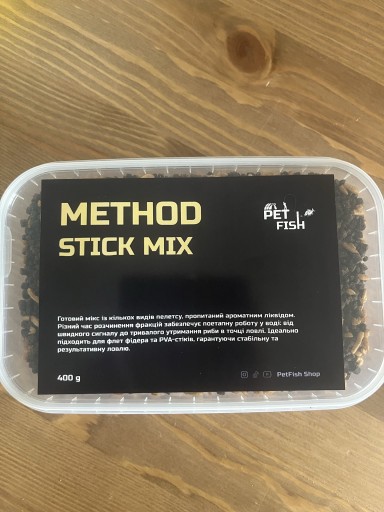 METHOD
STICK MIX
PET
FISH
Готовий мікс із кількох видів пелетсу, пропитаний ароматним ліквідом.
Різний час розчинення фракцій забезпечує поетапну роботу у воді: від
швидкого сигналу до тривалого утримання риби в точці ловлі. Ідеально
підходить для флет фідера та PVA-стіків, гарантуючи стабільну та
результативну ловлю.
400 g
PetFish Shop